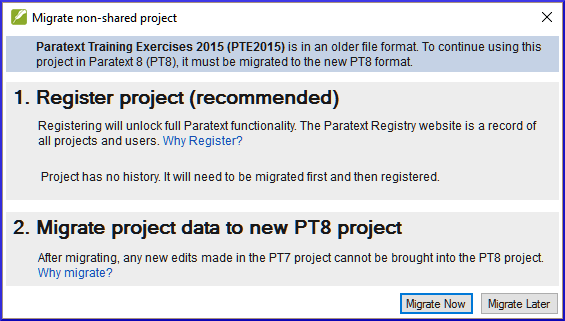 Migrate non-shared project
Paratext Training Exercises 2015 (PTE2015) is in an older file format. To continue using this
project in Paratext 8 (PT8), it must be migrated to the new PT8 format.
1. Register project (recommended)
Registering will unlock full Paratext functionality. The Paratext Registry website is a record of
all projects and users. Why Register?
Project has no history. It will need to be migrated first and then registered.
2. Migrate project data to new PT8 project
After migrating, any new edits made in the PT7 project cannot be brought into the PT8 project.
Why migrate?
Migrate Now Migrate Later